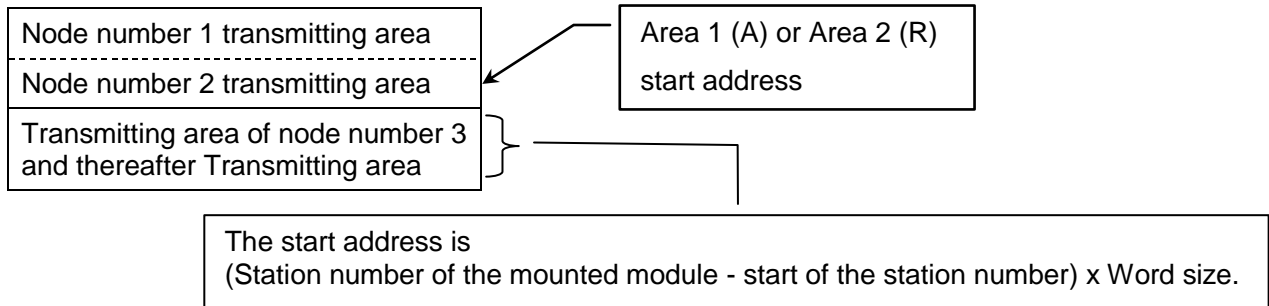 Node number 1 transmitting area
Node number 2 transmitting area
Transmitting area of node number 3
and thereafter Transmitting area
Area 1 (A) or Area 2 (R)
start address
The start address is
(Station number of the mounted module - start of the station number) x Word size.